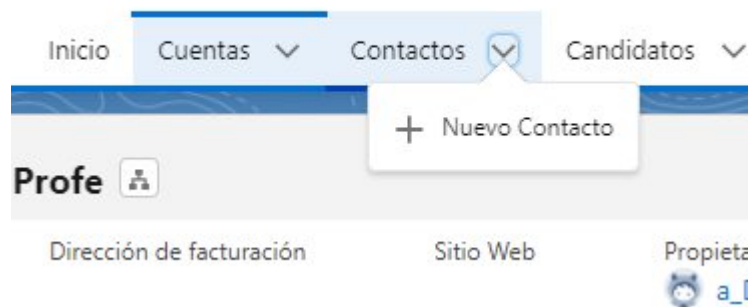 Inicio Cuentas Contactos Candidatos
+ Nuevo Contacto
Profe
Dirección de facturación Sitio Web